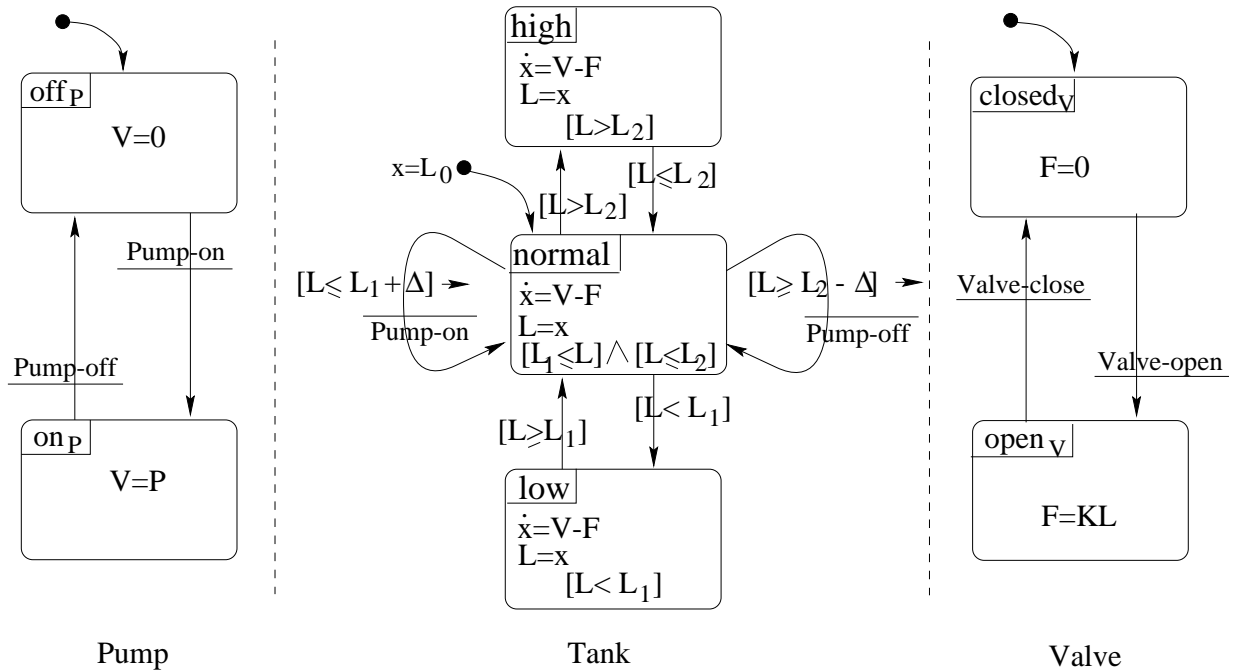 off P
V=0
Pump-on
Pump-off
on P
V=P
Pump
high
ẋ=V-F
L=x
[L>L2]
x=L0
[L>L2]
[L⩽L2]
normal
ẋ=V-F
L=x
[L1⩽L]∧[L⩽L2]
[L⩽L1+Δ]
Pump-on
[L⩾L2-Δ]
Pump-off
[L⩾L1]
[L<L1]
low
ẋ=V-F
L=x
[L<L1]
Tank
closed V
F=0
Valve-close
Valve-open
open V
F=KL
Valve